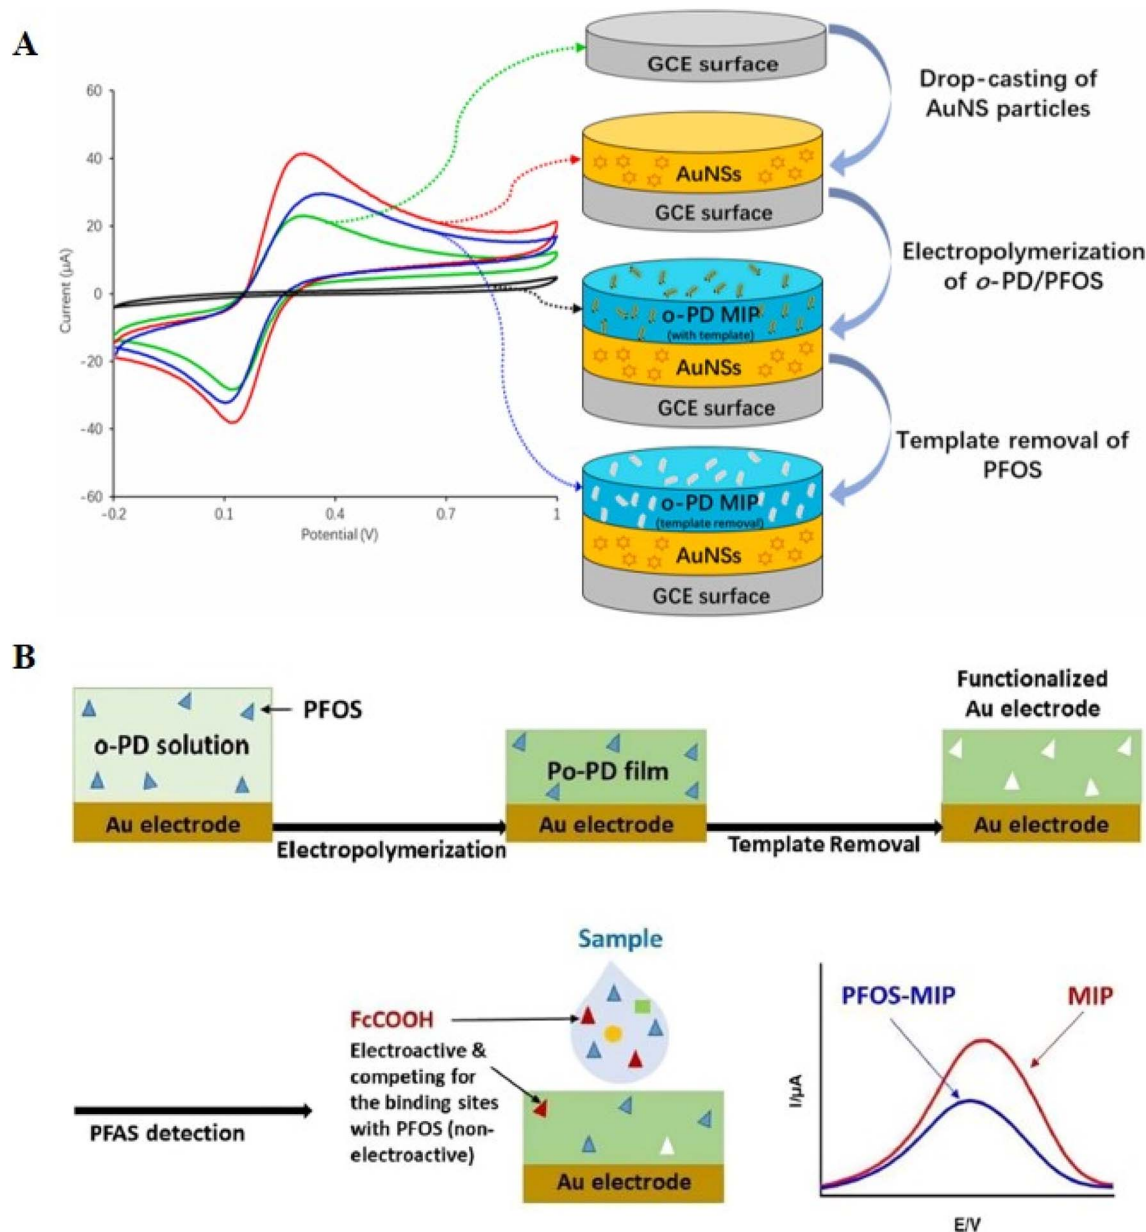 A
GCE surface
Drop-casting of
AuNS particles
AuNSs
GCE surface
Electropolymerization
of o-PD/PFOS
o-PD MIP
(with template)
AuNSs
GCE surface
Template removal of
PFOS
o-PD MIP
(template removal)
AuNSs
GCE surface
60
40
20
0
-20
-40
-60
-0.2
0.1
0.4
0.7
1
Current (µA)
Potential (V)
B
PFOS
o-PD solution
Au electrode
Electropolymerization
Po-PD film
Au electrode
Template Removal
Functionalized
Au electrode
Au electrode
PFAS detection
Sample
FcCOOH
Electroactive &
competing for
the binding sites
with PFOS (non-
electroactive)
Au electrode
PFOS-MIP
MIP
I/µA
E/V